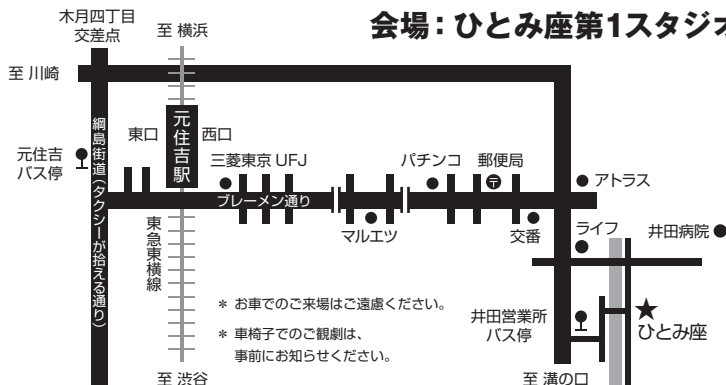 会場：ひとみ座第1スタジオ
木月四丁目
交差点
至 横浜
至 川崎
綱島街道（タクシーが拾える通り）
元住吉
バス停
東口
元住吉駅
西口
三菱東京 UFJ
パチンコ
郵便局
〒
アトラス
ブレーメン通り
マルエツ
交番
ライフ
井田病院
東急東横線
＊ お車でのご来場はご遠慮ください。
＊ 車椅子でのご観劇は、
事前にお知らせください。
井田営業所
バス停
★
ひとみ座
至 渋谷
至 溝の口